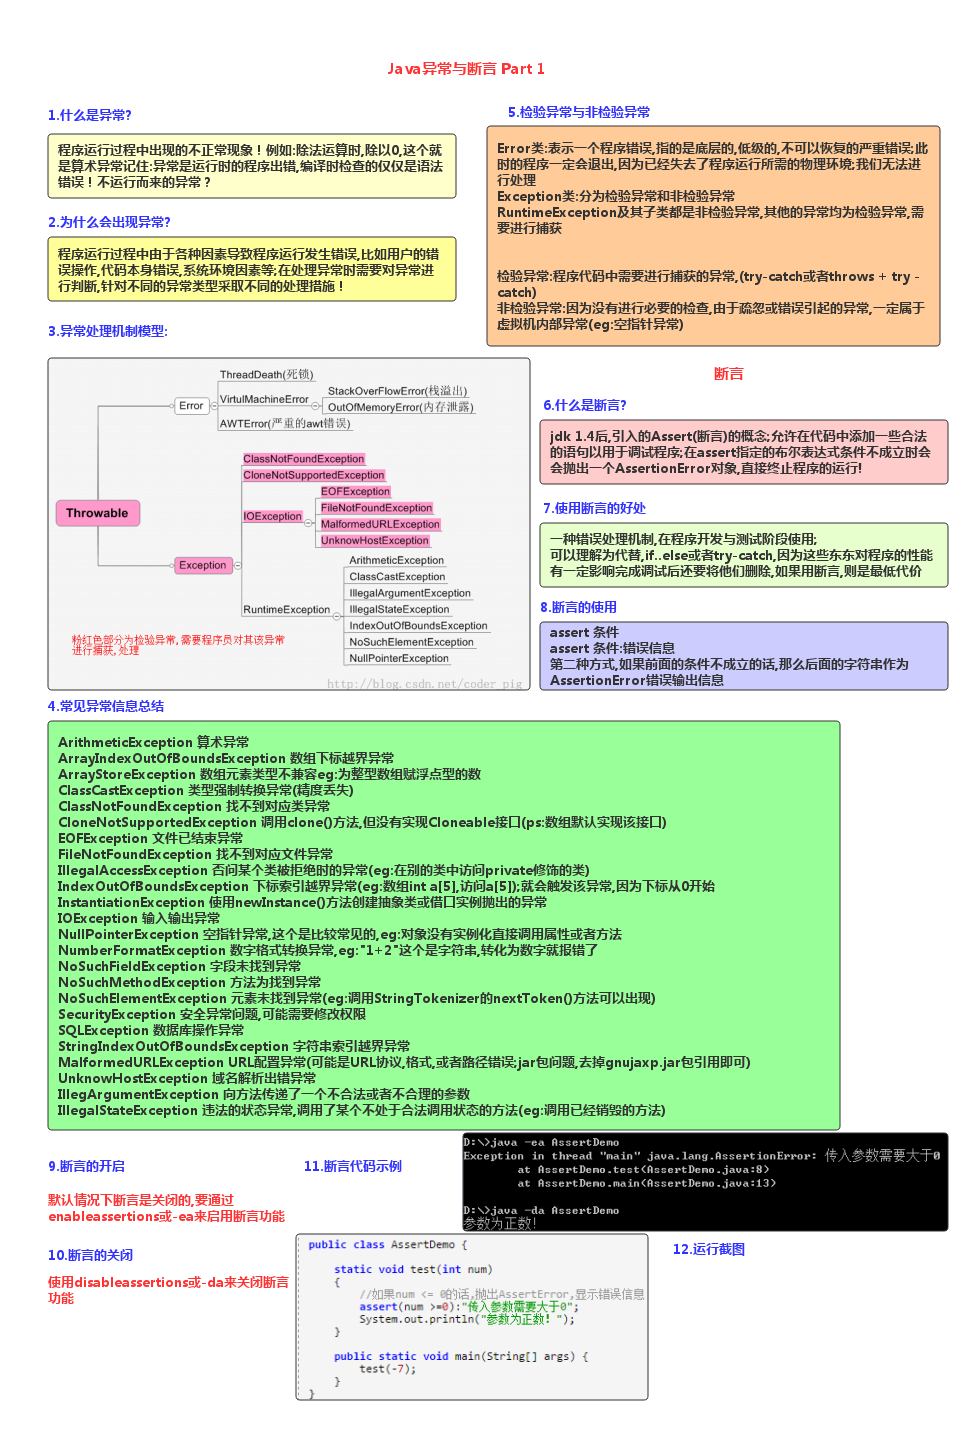 Java异常与断言 Part 1
1.什么是异常?
程序运行过程中出现的不正常现象！例如:除法运算时,除以0,这个就
是算术异常记住:异常是运行时的程序出错,编译时检查的仅仅是语法
错误！不运行而来的异常？
2.为什么会出现异常?
程序运行过程中由于各种因素导致程序运行发生错误,比如用户的错
误操作,代码本身错误,系统环境因素等;在处理异常时需要对异常进
行判断,针对不同的异常类型采取不同的处理措施！
3.异常处理机制模型:
Throwable
Error
ThreadDeath(死锁)
VirtulMachineError
StackOverFlowError(栈溢出)
OutOfMemoryError(内存泄露)
AWTError(严重的awt错误)
Exception
ClassNotFoundException
CloneNotSupportedException
IOException
EOFException
FileNotFoundException
MalformedURLException
UnknowHostException
RuntimeException
ArithmeticException
ClassCastException
IllegalArgumentException
IllegalStateException
IndexOutOfBoundsException
NoSuchElementException
NullPointerException
粉红色部分为检验异常, 需要程序员对其该异常
进行捕获, 处理
http://blog.csdn.net/coder_pig
5.检验异常与非检验异常
Error类:表示一个程序错误,指的是底层的,低级的,不可以恢复的严重错误;此
时的程序一定会退出,因为已经失去了程序运行所需的物理环境;我们无法进
行处理
Exception类:分为检验异常和非检验异常
RuntimeException及其子类都是非检验异常,其他的异常均为检验异常,需
要进行捕获
检验异常:程序代码中需要进行捕获的异常,(try-catch或者throws + try -
catch)
非检验异常:因为没有进行必要的检查,由于疏忽或错误引起的异常,一定属于
虚拟机内部异常(eg:空指针异常)
断言
6.什么是断言?
jdk 1.4后,引入的Assert(断言)的概念;允许在代码中添加一些合法
的语句以用于调试程序;在assert指定的布尔表达式条件不成立时会
会抛出一个AssertionError对象,直接终止程序的运行!
7.使用断言的好处
一种错误处理机制,在程序开发与测试阶段使用;
可以理解为代替,if..else或者try-catch,因为这些东东对程序的性能
有一定影响完成调试后还要将他们删除,如果用断言,则是最低代价
8.断言的使用
assert 条件
assert 条件:错误信息
第二种方式,如果前面的条件不成立的话,那么后面的字符串作为
AssertionError错误输出信息
4.常见异常信息总结
ArithmeticException 算术异常
ArrayIndexOutOfBoundsException 数组下标越界异常
ArrayStoreException 数组元素类型不兼容eg:为整型数组赋浮点型的数
ClassCastException 类型强制转换异常(精度丢失)
ClassNotFoundException 找不到对应类异常
CloneNotSupportedException 调用clone()方法,但没有实现Cloneable接口(ps:数组默认实现该接口)
EOFException 文件已结束异常
FileNotFoundException 找不到对应文件异常
IllegalAccessException 否问某个类被拒绝时的异常(eg:在别的类中访问private修饰的类)
IndexOutOfBoundsException 下标索引越界异常(eg:数组int a[5],访问a[5]);就会触发该异常,因为下标从0开始
InstantiationException 使用newInstance()方法创建抽象类或借口实例抛出的异常
IOException 输入输出异常
NullPointerException 空指针异常,这个是比较常见的,eg:对象没有实例化直接调用属性或者方法
NumberFormatException 数字格式转换异常,eg:"1+2"这个是字符串,转化为数字就报错了
NoSuchFieldException 字段未找到异常
NoSuchMethodException 方法为找到异常
NoSuchElementException 元素未找到异常(eg:调用StringTokenizer的nextToken()方法可以出现)
SecurityException 安全异常问题,可能需要修改权限
SQLException 数据库操作异常
StringIndexOutOfBoundsException 字符串索引越界异常
MalformedURLException URL配置异常(可能是URL协议,格式,或者路径错误;jar包问题,去掉gnujaxp.jar包引用即可)
UnknowHostException 域名解析出错异常
IllegArgumentException 向方法传递了一个不合法或者不合理的参数
IllegalStateException 违法的状态异常,调用了某个不处于合法调用状态的方法(eg:调用已经销毁的方法)
9.断言的开启
默认情况下断言是关闭的,要通过
enableassertions或-ea来启用断言功能
10.断言的关闭
使用disableassertions或-da来关闭断言
功能
11.断言代码示例
public class AssertDemo {
static void test(int num)
{
//如果num <= 0的话,抛出AssertError,显示错误信息
assert(num >=0):"传入参数需要大于0";
System.out.println("参数为正数! ");
}
public static void main(String[] args) {
test(-7);
}
}
D:\>java -ea AssertDemo
Exception in thread "main" java.lang.AssertionError: 传入参数需要大于0
at AssertDemo.test(AssertDemo.java:8)
at AssertDemo.main(AssertDemo.java:13)
D:\>java -da AssertDemo
参数为正数!
12.运行截图